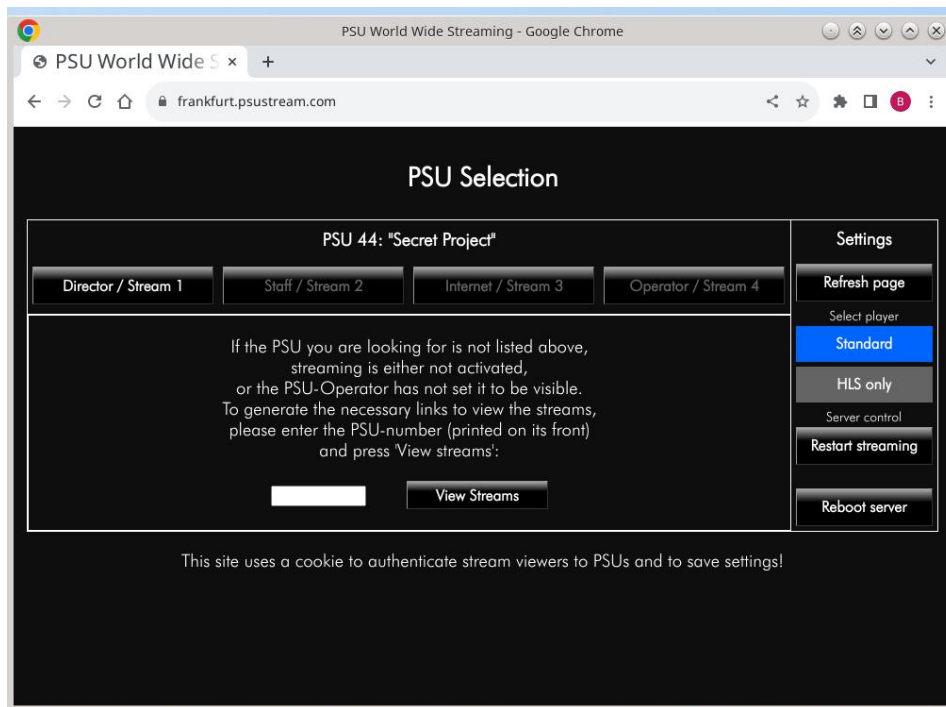 PSU World Wide Streaming - Google Chrome
PSU World Wide S
frankfurt.psustream.com
B
PSU Selection
PSU 44: "Secret Project"
Director / Stream 1
Staff / Stream 2
Internet / Stream 3
Operator / Stream 4
If the PSU you are looking for is not listed above,
streaming is either not activated,
or the PSU-Operator has not set it to be visible.
To generate the necessary links to view the streams,
please enter the PSU-number (printed on its front)
and press 'View streams':
View Streams
Settings
Refresh page
Select player
Standard
HLS only
Server control
Restart streaming
Reboot server
This site uses a cookie to authenticate stream viewers to PSUs and to save settings!